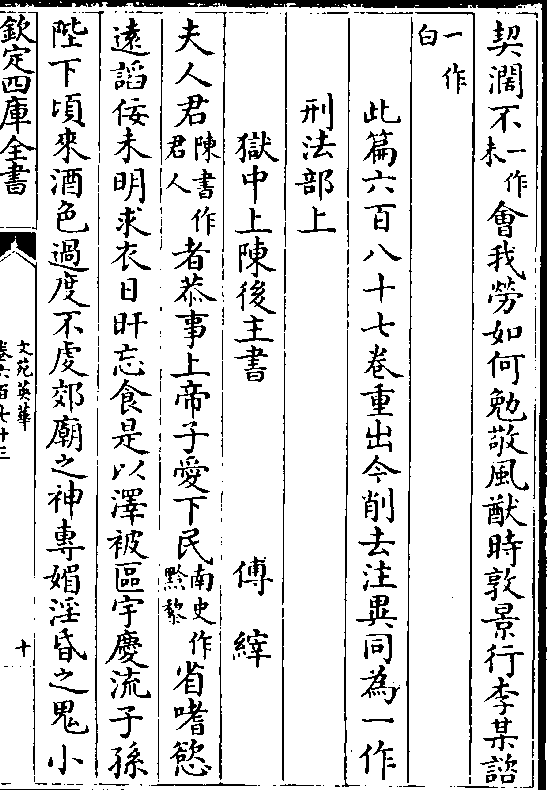 契濶不一作未會我勞如何勉敬風猷時敦景行李某諮
一作白
此篇六百八十七卷重出今削去注異同為一作
刑法部上
獄中上陳後主書　傅縡
夫人君陳書作君人者恭事上帝子愛下民南史作黔黎省嗜慾
遠諂佞未明求衣日旰忘食是以澤被區宇慶流子孫
陛下頃來酒色過度不虔郊廟之神專媚淫昏之鬼小
欽定四庫全書
文苑英華
卷六百七十三
十